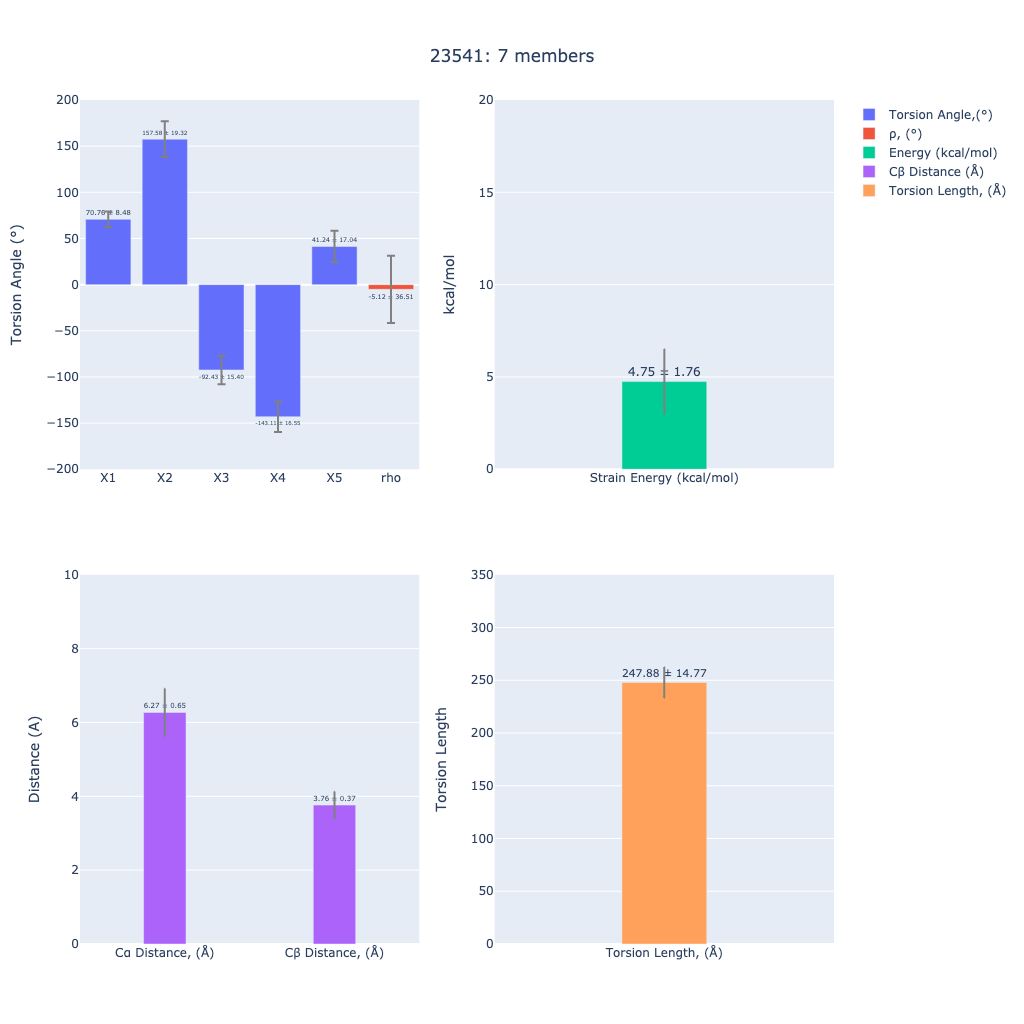 23541: 7 members
Torsion Angle (°)
200
150
100
50
0
−50
−100
−150
−200
70.76 ± 8.48
157.58 ± 19.32
-92.43 ± 15.40
-143.11 ± 16.55
41.24 ± 17.04
-5.12 ± 36.51
X1 X2 X3 X4 X5 rho
kcal/mol
20
15
10
5
0
4.75 ± 1.76
Strain Energy (kcal/mol)
Torsion Angle,(°)
ρ, (°)
Energy (kcal/mol)
Cβ Distance (Å)
Torsion Length, (Å)
Distance (A)
10
8
6
4
2
0
6.27 ± 0.65
3.76 ± 0.37
Cα Distance, (Å) Cβ Distance, (Å)
Torsion Length
350
300
250
200
150
100
50
0
247.88 ± 14.77
Torsion Length, (Å)